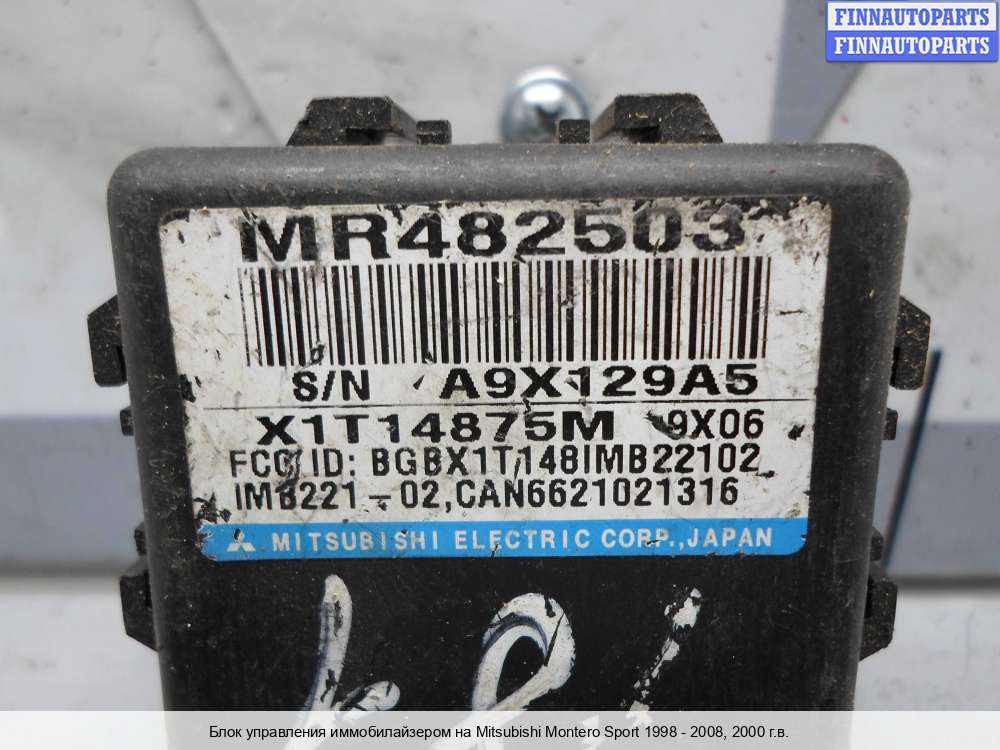 FINNAUTOPARTS
FINNAUTOPARTS
MR482503
S/N A9X129A5
X1T14875M 9X06
FCC ID: BGBX1T148IMB22102
IMB221-02,CAN6621021316
MITSUBISHI ELECTRIC CORP.,JAPAN
Блок управления иммобилайзером на Mitsubishi Montero Sport 1998 - 2008, 2000 г.в.